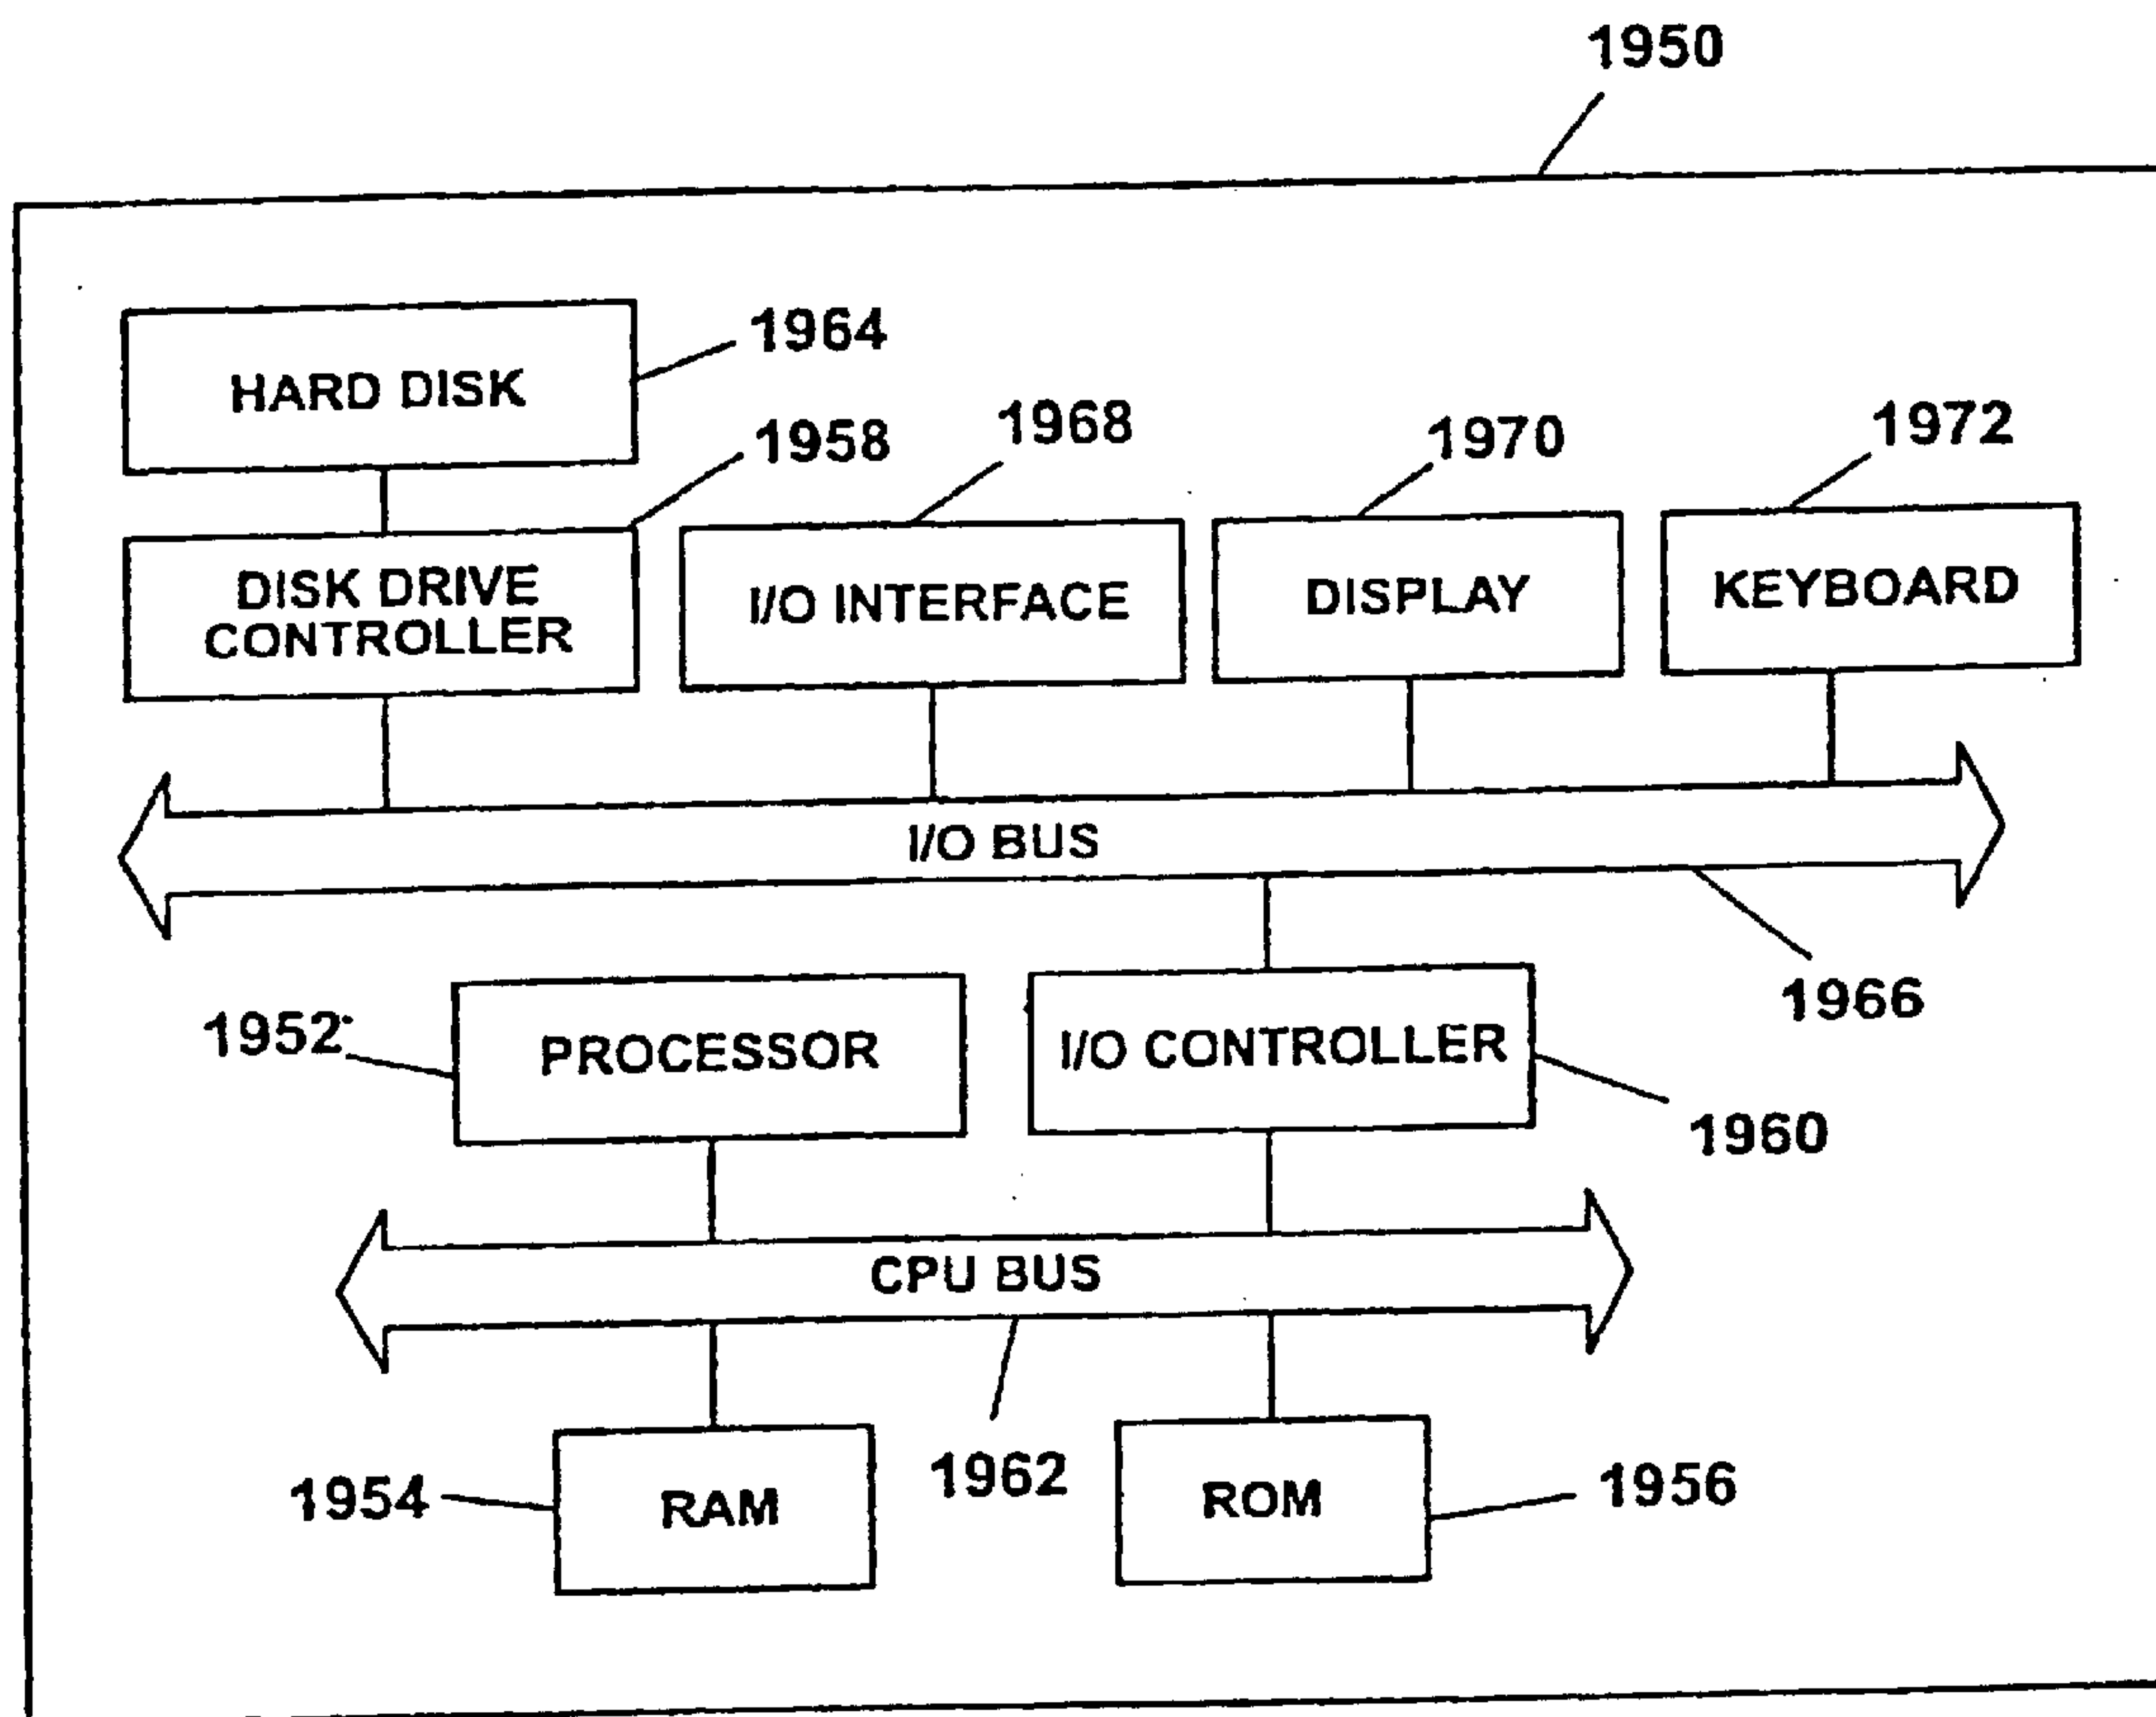 1950
1964
HARD DISK
1958
1968
1970
1972
DISK DRIVE
CONTROLLER
I/O INTERFACE
DISPLAY
KEYBOARD
I/O BUS
1966
1952
PROCESSOR
I/O CONTROLLER
1960
CPU BUS
1962
1954
RAM
ROM
1956